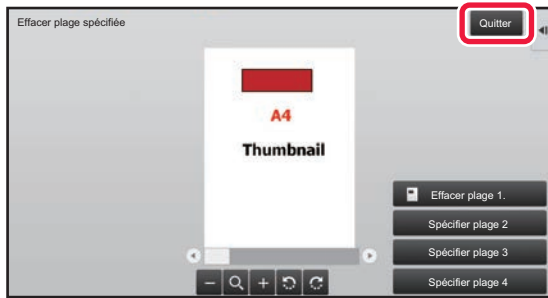 Effacer plage spécifiée
Quitter
A4
Thumbnail
Effacer plage 1.
Spécifier plage 2
Spécifier plage 3
Spécifier plage 4